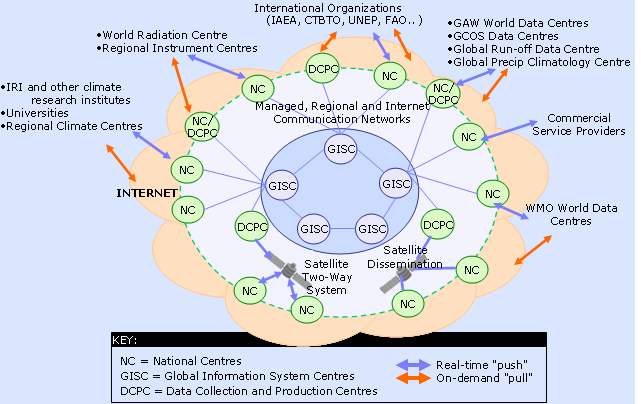 International Organizations
(IAEA, CTBTO, UNEP, FAO.. )
•World Radiation Centre
•Regional Instrument Centres
•GAW World Data Centres
•GCOS Data Centres
•Global Run-off Data Centre
•Global Precip Climatology Centre
•IRI and other climate
research institutes
•Universities
•Regional Climate Centres
Commercial
Service Providers
WMO World Data
Centres
INTERNET
Managed, Regional and Internet
Communication Networks
NC
DCPC
NC
NC/
DCPC
NC/
DCPC
NC
NC
NC
NC
GISC
GISC
GISC
GISC
GISC
DCPC
DCPC
Satellite
Two-Way
System
Satellite
Dissemination
NC
NC
NC
NC
KEY:
NC = National Centres
GISC = Global Information System Centres
DCPC = Data Collection and Production Centres
Real-time "push"
On-demand "pull"